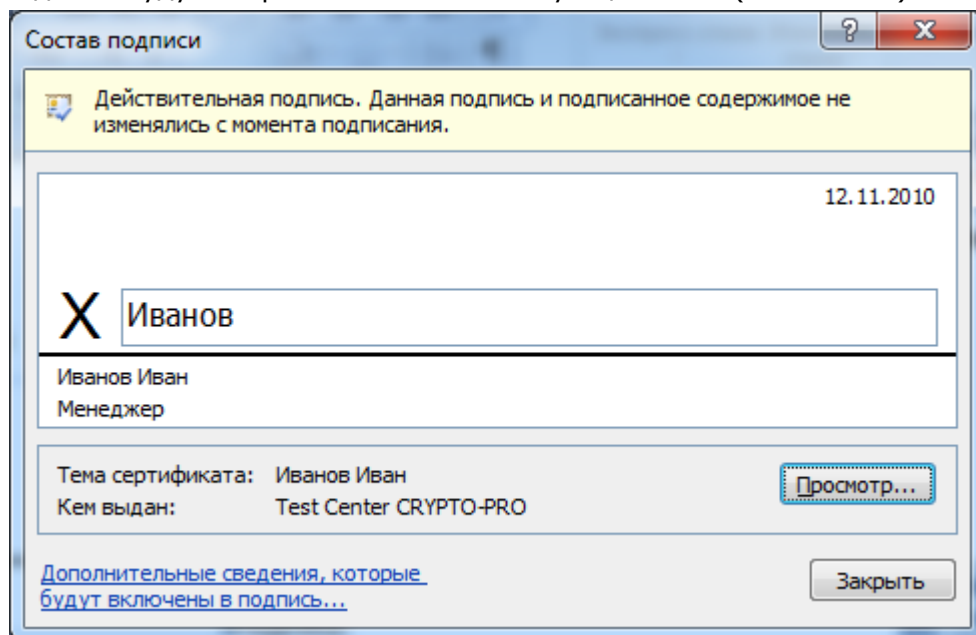 Состав подписи
Действительная подпись. Данная подпись и подписанное содержимое не
изменялись с момента подписания.
12.11.2010
X Иванов
Иванов Иван
Менеджер
Тема сертификата: Иванов Иван
Просмотр...
Кем выдан: Test Center CRYPTO-PRO
Дополнительные сведения, которые
будут включены в подпись...
Закрыть